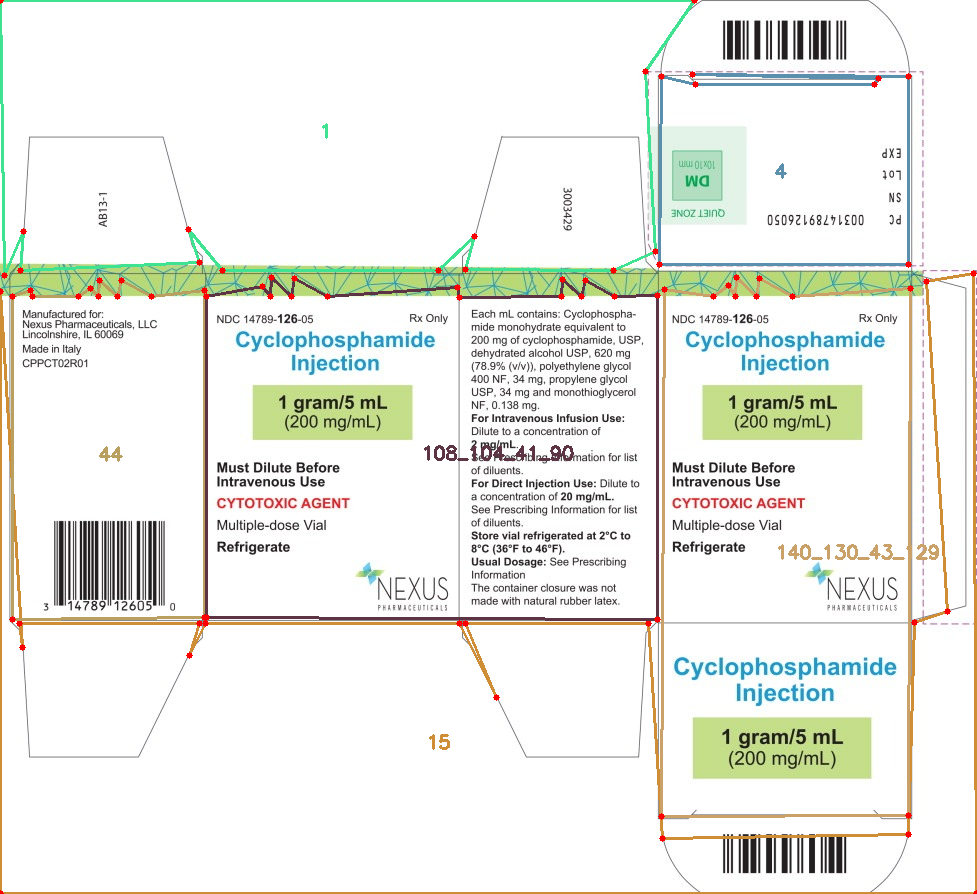 1
AB13-1
3003429
EXP
Lot
SN
PC
00314789126050
4
10x10 mm
DM
QUIET ZONE
Manufactured for:
Nexus Pharmaceuticals, LLC
Lincolnshire, IL 60069
Made in Italy
CPPCT02R01
44
3 14789 12605 0
NDC 14789-126-05 Rx Only
Cyclophosphamide
Injection
1 gram/5 mL
(200 mg/mL)
108_104_41_90
Must Dilute Before
Intravenous Use
CYTOTOXIC AGENT
Multiple-dose Vial
Refrigerate
NEXUS
PHARMACEUTICALS
Each mL contains: Cyclophospha-
mide monohydrate equivalent to
200 mg of cyclophosphamide, USP,
dehydrated alcohol USP, 620 mg
(78.9% (v/v)), polyethylene glycol
400 NF, 34 mg, propylene glycol
USP, 34 mg and monothioglycerol
NF, 0.138 mg.
For Intravenous Infusion Use:
Dilute to a concentration of
2 mg/mL.
See Prescribing Information for list
of diluents.
For Direct Injection Use: Dilute to
a concentration of 20 mg/mL.
See Prescribing Information for list
of diluents.
Store vial refrigerated at 2°C to
8°C (36°F to 46°F).
Usual Dosage: See Prescribing
Information
The container closure was not
made with natural rubber latex.
NDC 14789-126-05 Rx Only
Cyclophosphamide
Injection
1 gram/5 mL
(200 mg/mL)
Must Dilute Before
Intravenous Use
CYTOTOXIC AGENT
Multiple-dose Vial
Refrigerate
140_130_43_129
NEXUS
PHARMACEUTICALS
15
Cyclophosphamide
Injection
1 gram/5 mL
(200 mg/mL)